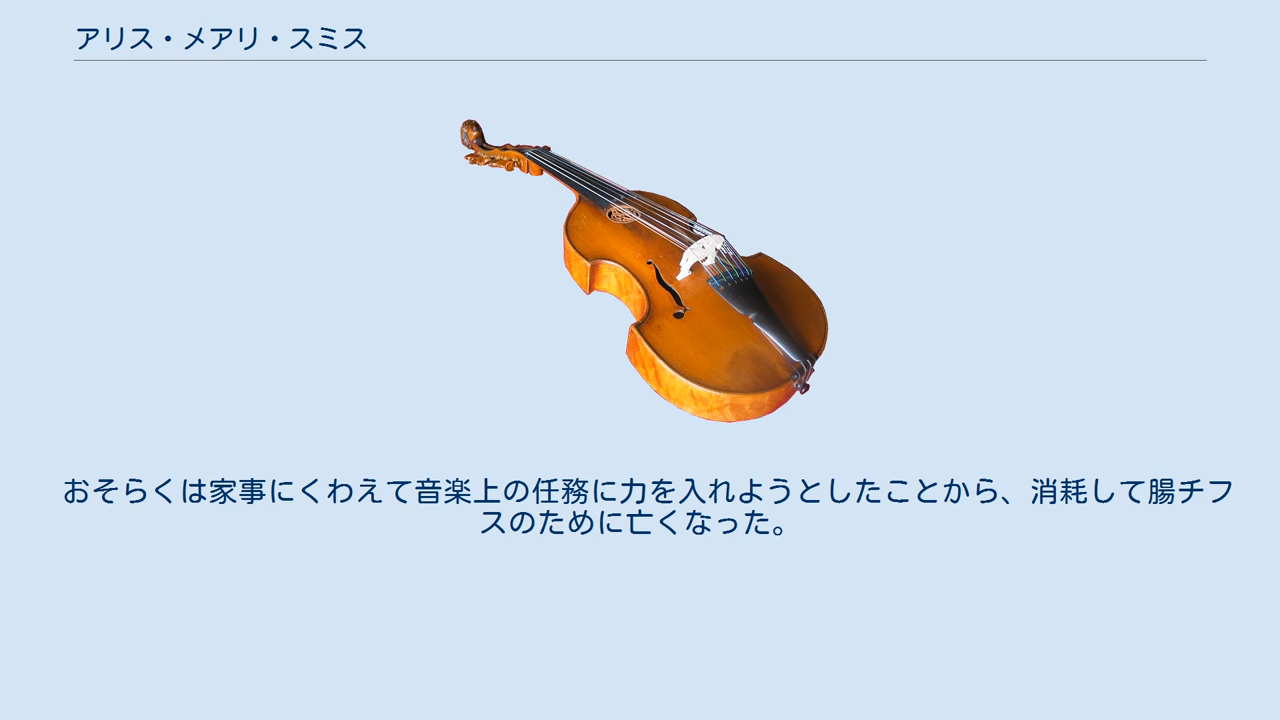 アリス・メアリ・スミス
おそらくは家事にくわえて音楽上の任務に力を入れようとしたことから、消耗して腸チフ
スのために亡くなった。